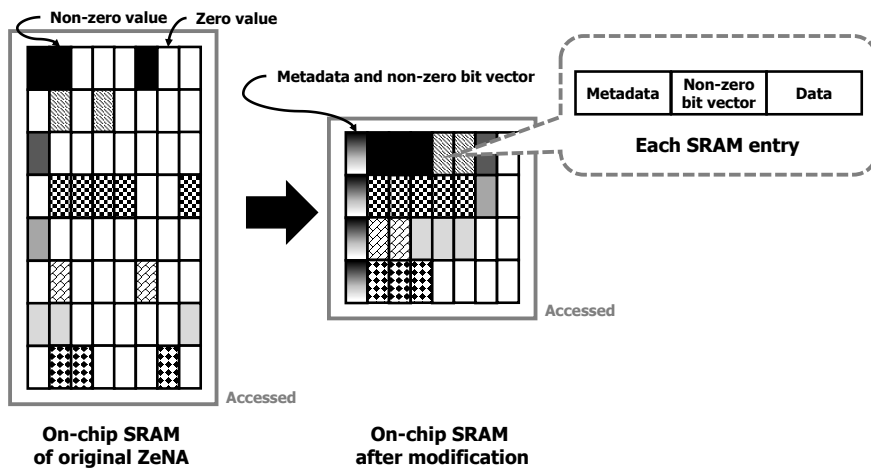 Non-zero value
Zero value
Metadata and non-zero bit vector
Metadata
Non-zero
bit vector
Data
Each SRAM entry
Accessed
Accessed
On-chip SRAM
of original ZeNA
On-chip SRAM
after modification